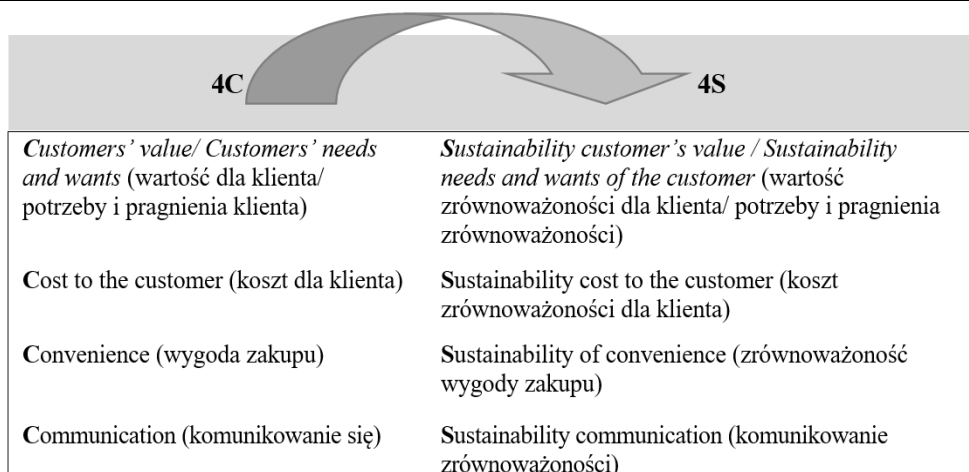 4C 4S
Customers' value/ Customers' needs
and wants (wartość dla klienta/
potrzeby i pragnienia klienta)
Sustainability customer's value / Sustainability
needs and wants of the customer (wartość
zrównoważoności dla klienta/ potrzeby i pragnienia
zrównoważoności)
Cost to the customer (koszt dla klienta)
Sustainability cost to the customer (koszt
zrównoważoności dla klienta)
Convenience (wygoda zakupu)
Sustainability of convenience (zrównoważoność
wygody zakupu)
Communication (komunikowanie się)
Sustainability communication (komunikowanie
zrównoważoności)